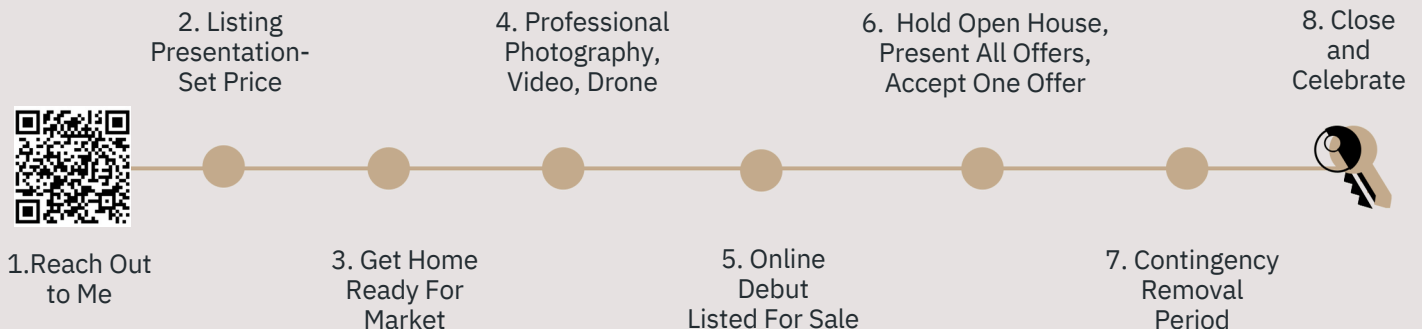 1.Reach Out
to Me
2. Listing
Presentation-
Set Price
3. Get Home
Ready For
Market
4. Professional
Photography,
Video, Drone
5. Online
Debut
Listed For Sale
6. Hold Open House,
Present All Offers,
Accept One Offer
7. Contingency
Removal
Period
8. Close
and
Celebrate